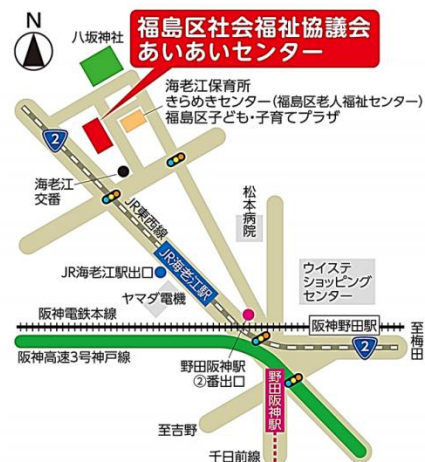 N
八坂神社
福島区社会福祉協議会
あいあいセンター
海老江保育所
きらめきセンター(福島区老人福祉センター)
福島区子ども・子育てプラザ
2
海老江
交番
JR東西線
松本
病院
JR海老江駅出口
JR海老江駅
ヤマダ電機
ウイステ
ショッピング
センター
阪神電鉄本線
阪神野田駅
至梅田
阪神高速3号神戸線
野田阪神駅
②番出口
2
野田阪神駅
至吉野
千日前線